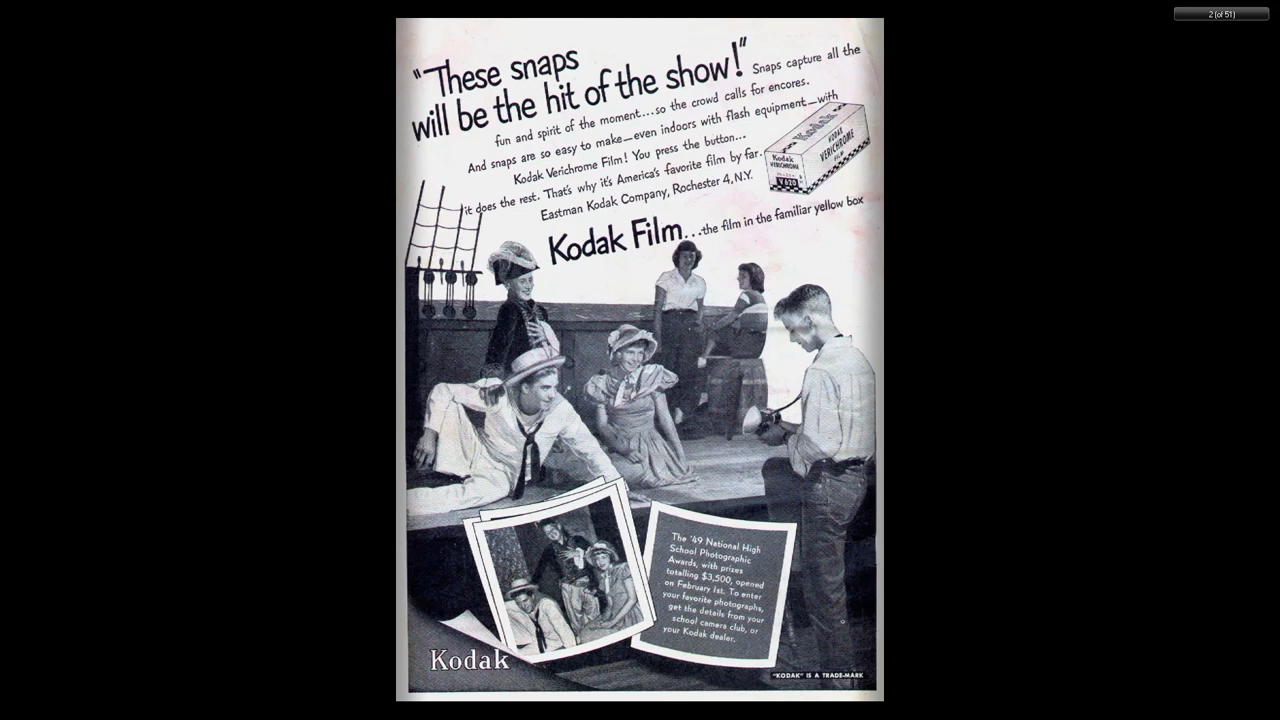 2 (of 51)
"These snaps
will be the hit of the show!" Snaps capture all the
fun and spirit of the moment...so the crowd calls for encores.
And snaps are so easy to make—even indoors with flash equipment—with
Kodak Verichrome Film! You press the button...
it does the rest. That's why it's America's favorite film by far.
Eastman Kodak Company, Rochester 4, N.Y.
Kodak
KODAK
VERICHROME
FILM
Kodak
VERICHROME
V 620
Kodak Film...the film in the familiar yellow box
The '49 National High
School Photographic
Awards, with prizes
totalling $3,500, opened
on February 1st. To enter
your favorite photographs,
get the details from your
school camera club, or
your Kodak dealer.
Kodak
"KODAK" IS A TRADE-MARK